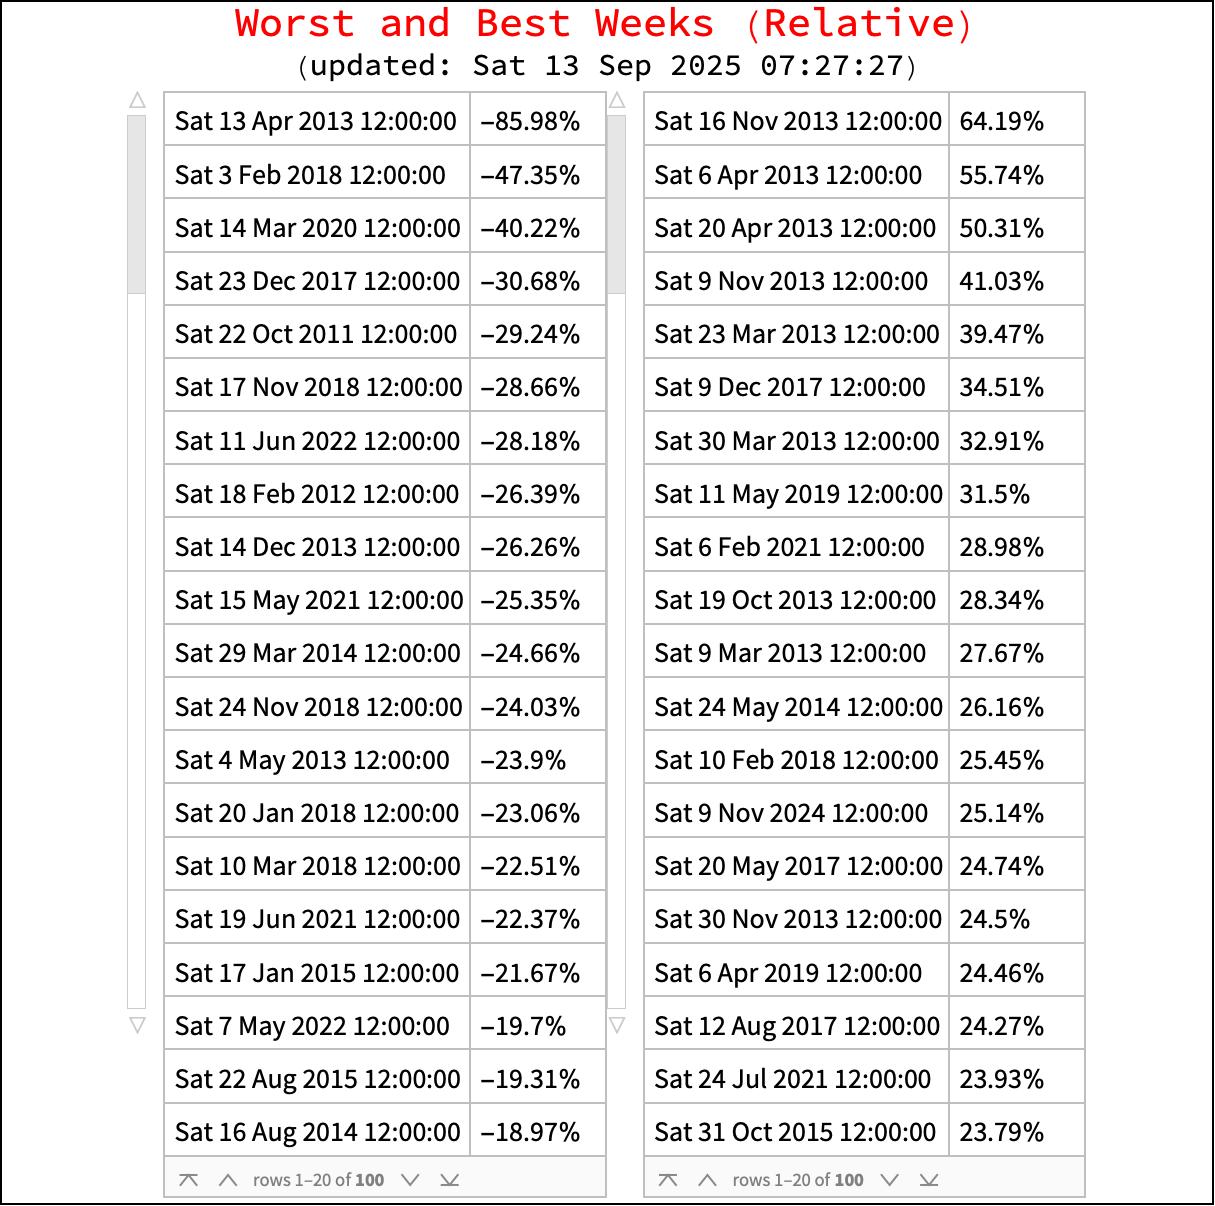 Worst and Best Weeks (Relative)
(updated: Sat 13 Sep 2025 07:27:27)
Sat 13 Apr 2013 12:00:00 −85.98%
Sat 3 Feb 2018 12:00:00 −47.35%
Sat 14 Mar 2020 12:00:00 −40.22%
Sat 23 Dec 2017 12:00:00 −30.68%
Sat 22 Oct 2011 12:00:00 −29.24%
Sat 17 Nov 2018 12:00:00 −28.66%
Sat 11 Jun 2022 12:00:00 −28.18%
Sat 18 Feb 2012 12:00:00 −26.39%
Sat 14 Dec 2013 12:00:00 −26.26%
Sat 15 May 2021 12:00:00 −25.35%
Sat 29 Mar 2014 12:00:00 −24.66%
Sat 24 Nov 2018 12:00:00 −24.03%
Sat 4 May 2013 12:00:00 −23.9%
Sat 20 Jan 2018 12:00:00 −23.06%
Sat 10 Mar 2018 12:00:00 −22.51%
Sat 19 Jun 2021 12:00:00 −22.37%
Sat 17 Jan 2015 12:00:00 −21.67%
Sat 7 May 2022 12:00:00 −19.7%
Sat 22 Aug 2015 12:00:00 −19.31%
Sat 16 Aug 2014 12:00:00 −18.97%
rows 1–20 of 100
Sat 16 Nov 2013 12:00:00 64.19%
Sat 6 Apr 2013 12:00:00 55.74%
Sat 20 Apr 2013 12:00:00 50.31%
Sat 9 Nov 2013 12:00:00 41.03%
Sat 23 Mar 2013 12:00:00 39.47%
Sat 9 Dec 2017 12:00:00 34.51%
Sat 30 Mar 2013 12:00:00 32.91%
Sat 11 May 2019 12:00:00 31.5%
Sat 6 Feb 2021 12:00:00 28.98%
Sat 19 Oct 2013 12:00:00 28.34%
Sat 9 Mar 2013 12:00:00 27.67%
Sat 24 May 2014 12:00:00 26.16%
Sat 10 Feb 2018 12:00:00 25.45%
Sat 9 Nov 2024 12:00:00 25.14%
Sat 20 May 2017 12:00:00 24.74%
Sat 30 Nov 2013 12:00:00 24.5%
Sat 6 Apr 2019 12:00:00 24.46%
Sat 12 Aug 2017 12:00:00 24.27%
Sat 24 Jul 2021 12:00:00 23.93%
Sat 31 Oct 2015 12:00:00 23.79%
rows 1–20 of 100